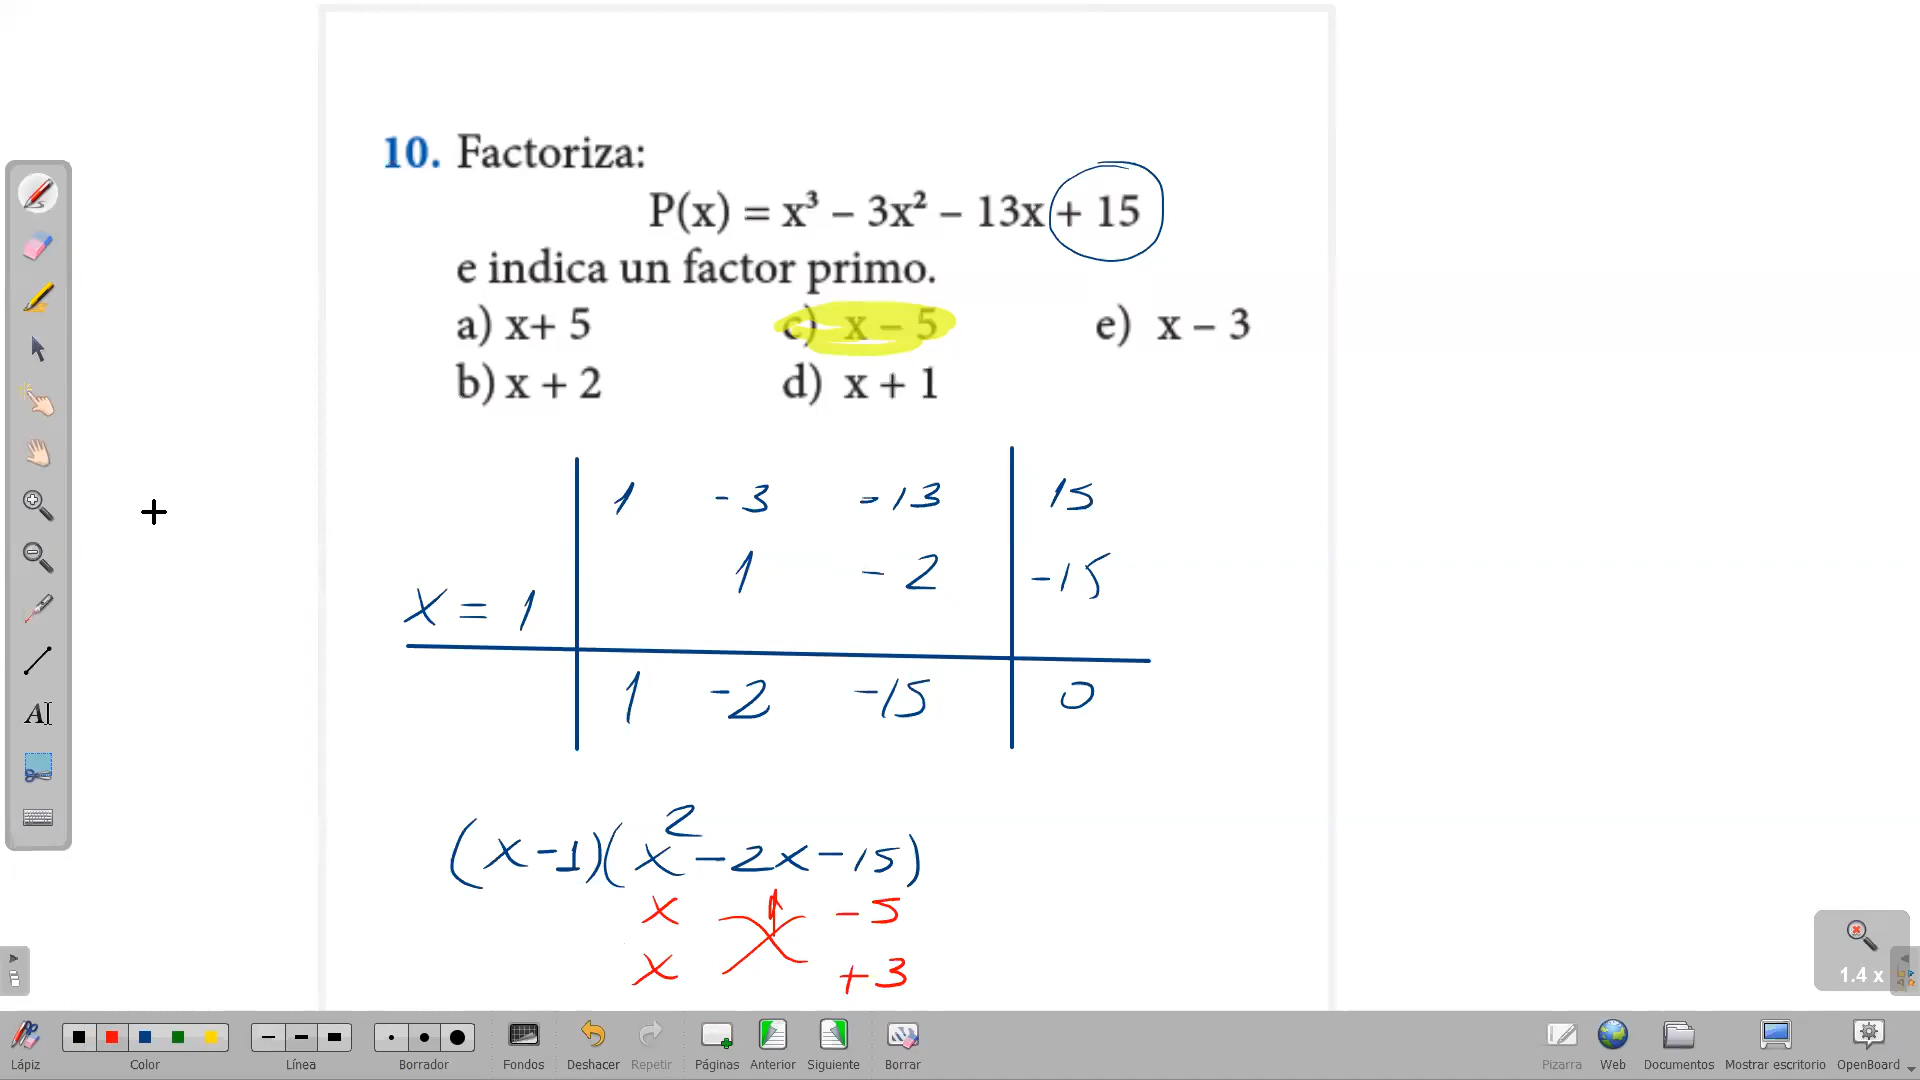 10. Factoriza:
P(x) = x³ – 3x² – 13x + 15
e indica un factor primo.
a) x+ 5 c) x – 5 e) x – 3
b) x + 2 d) x + 1
1 -3 -13 15
1 -2 -15
x = 1
1 -2 -15 0
(x-1)(x²-2x-15)
x -5
x +3
1.4 x
Lápiz Color Línea Borrador Fondos Deshacer Repetir Páginas Anterior Siguiente Borrar Pizarra Web Documentos Mostrar escritorio OpenBoard